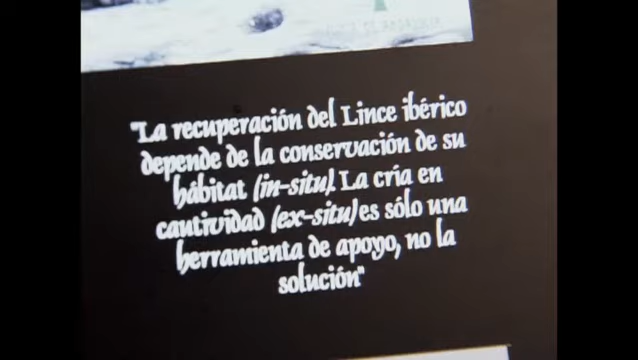 "La recuperación del Lince ibérico
depende de la conservación de su
hábitat (in-situ). La cría en
cautividad (ex-situ) es sólo una
herramienta de apoyo, no la
solución"